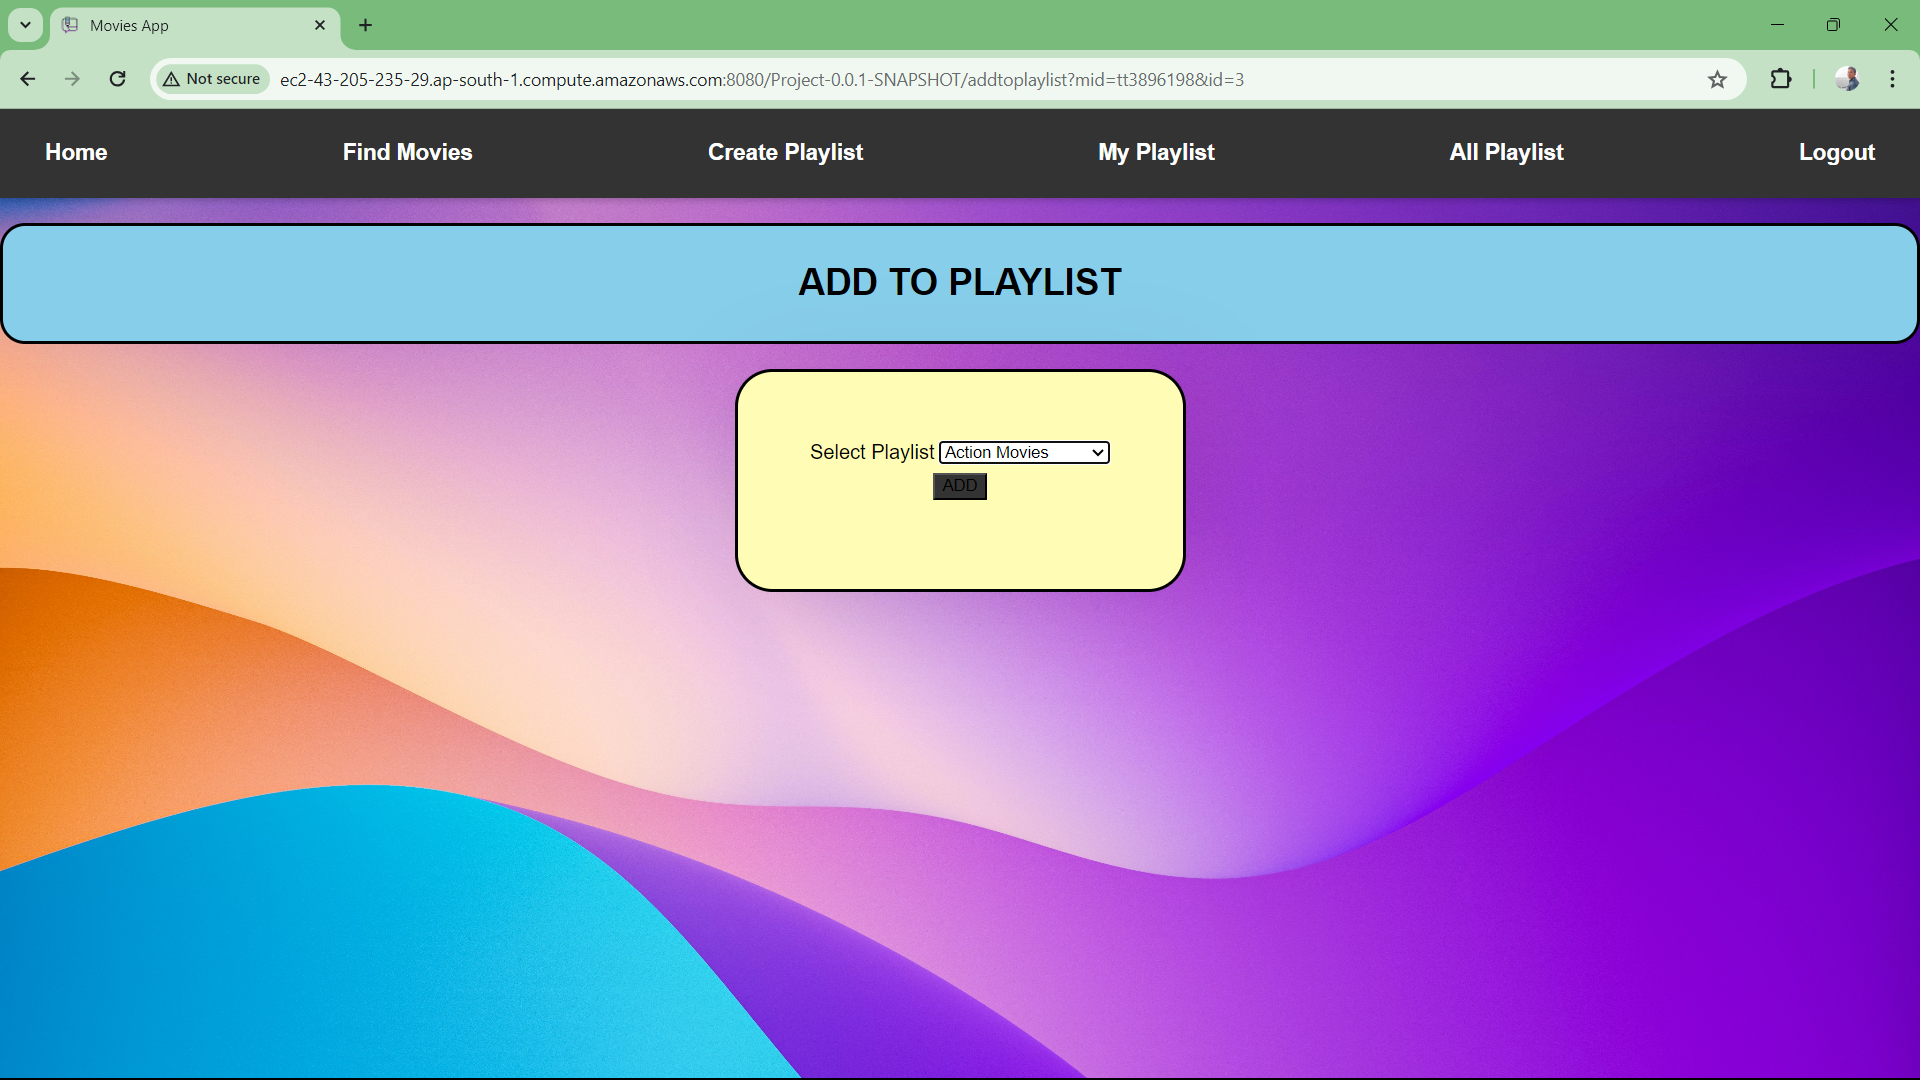 Movies App
Not secure
ec2-43-205-235-29.ap-south-1.compute.amazonaws.com:8080/Project-0.0.1-SNAPSHOT/addtoplaylist?mid=tt3896198&id=3
Home Find Movies Create Playlist My Playlist All Playlist Logout
ADD TO PLAYLIST
Select Playlist Action Movies
ADD